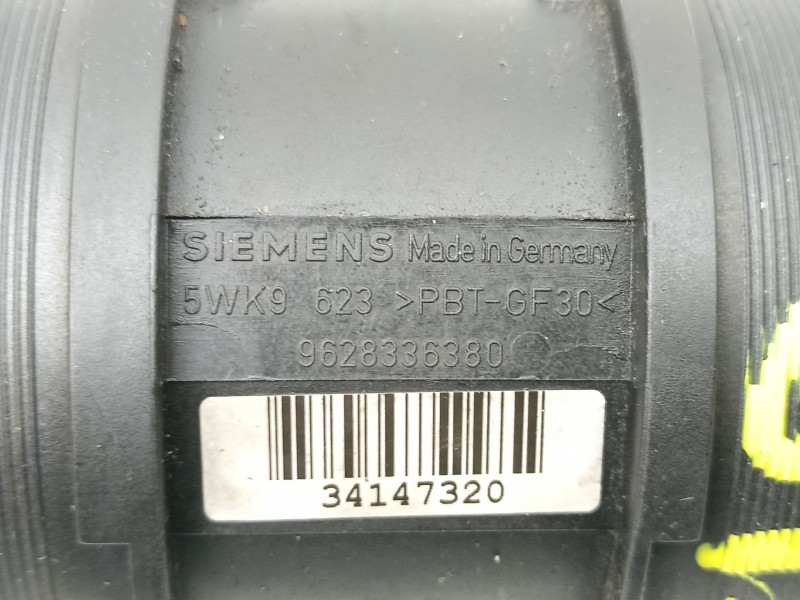 SIEMENS Made in Germany
5WK9 623 >PBT-GF30<
9628336380
34147320